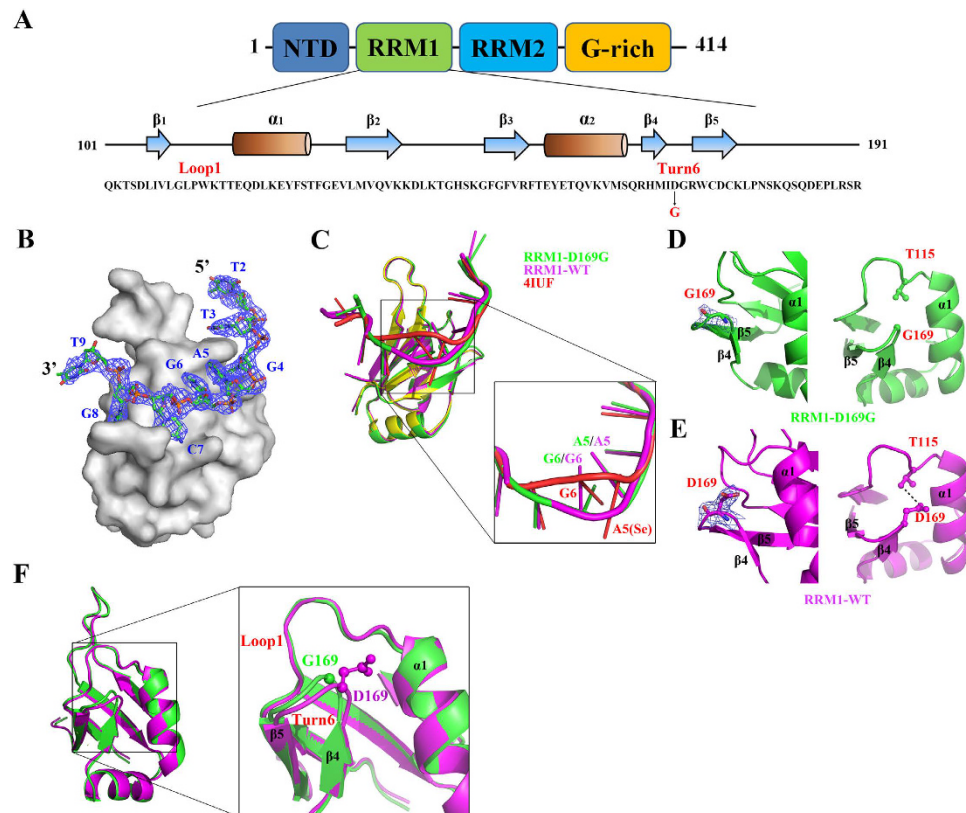 A
1 NTD RRM1 RRM2 G-rich 414
β1 α1 β2 β3 α2 β4 β5
101 191
Loop1 Turn6
QKTSDLIVLGLPWKTTEQDLKEYFSTFGEVLMVQVKKDLKTGHSKGFGFVRFTEYETQVKVMSQRHMIDGRWCDCKLPNSKQSQDEPLRSR
G
B
5’
T2
T3
T9
A5
G6
3’
G4
G8
C7
C
RRM1-D169G
RRM1-WT
4IUF
A5/A5
G6/G6
G6
A5(Se)
D
G169
α1
β5
β4
T115
α1
G169
β5
β4
RRM1-D169G
E
D169
α1
β5
β4
T115
α1
D169
β5
β4
RRM1-WT
F
Loop1
G169
α1
D169
Turn6
β5
β4